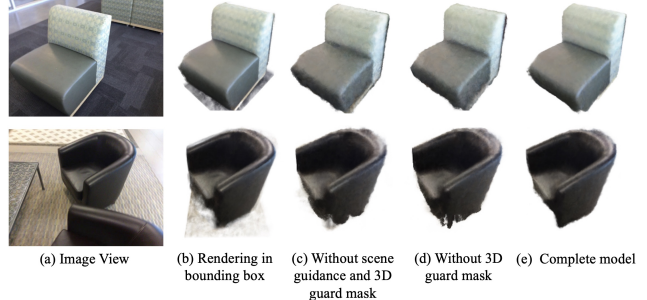 (a) Image View
(b) Rendering in
bounding box
(c) Without scene
guidance and 3D
guard mask
(d) Without 3D
guard mask
(e) Complete model